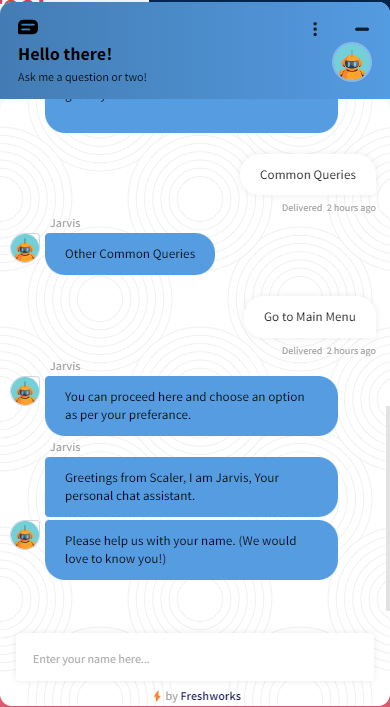 Hello there!
Ask me a question or two!
Common Queries
Delivered 2 hours ago
Jarvis
Other Common Queries
Go to Main Menu
Delivered 2 hours ago
Jarvis
You can proceed here and choose an option
as per your preferance.
Jarvis
Greetings from Scaler, I am Jarvis, Your
personal chat assistant.
Please help us with your name. (We would
love to know you!)
Enter your name here...
by Freshworks